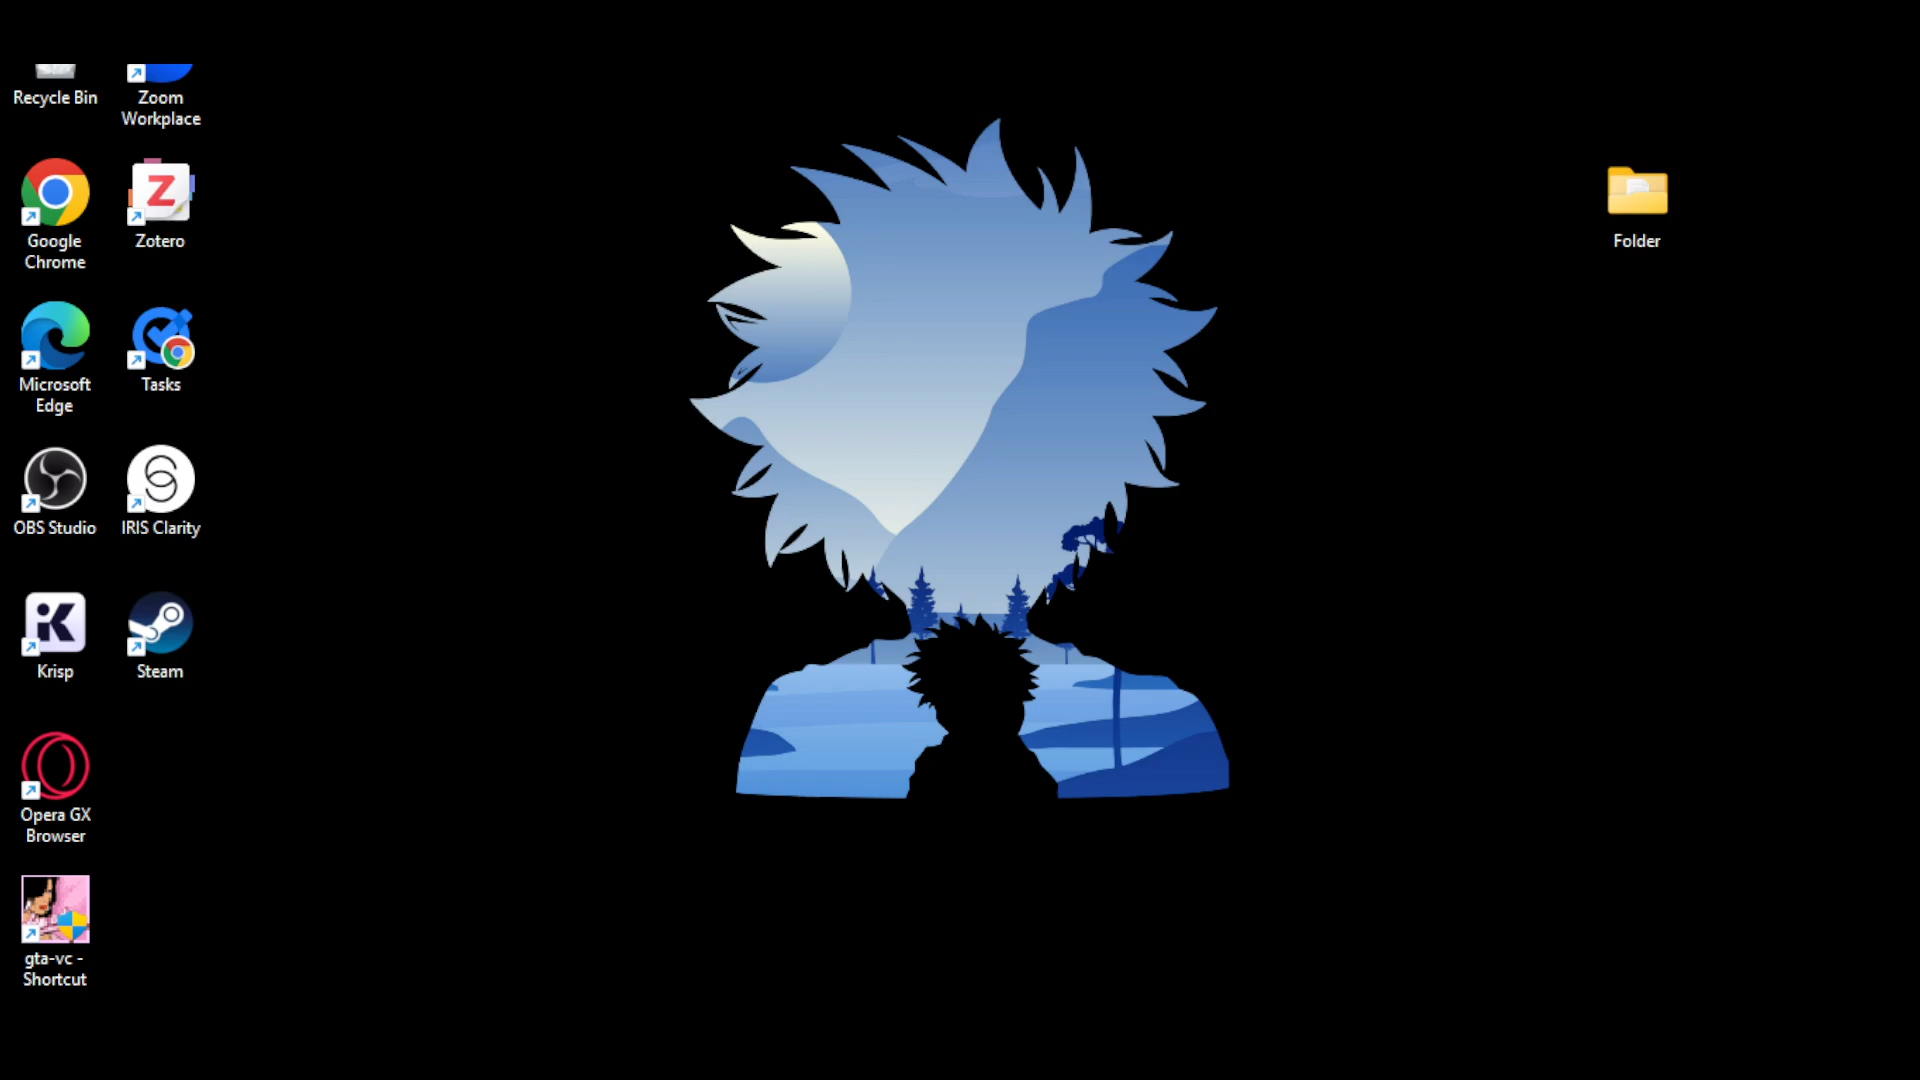 Recycle Bin
Zoom
Workplace
Google
Chrome
Z
Zotero
Folder
Microsoft
Edge
Tasks
OBS Studio
IRIS Clarity
K
Krisp
Steam
Opera GX
Browser
gta-vc -
Shortcut